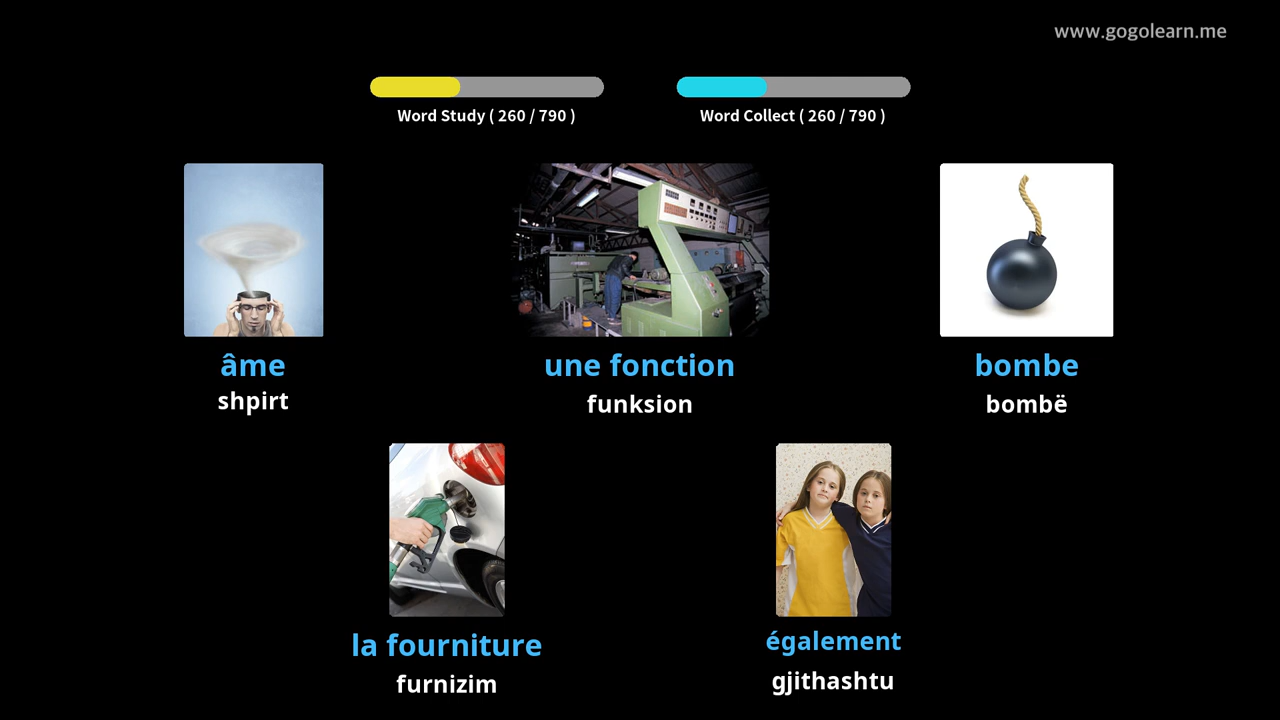 www.gogolearn.me
Word Study ( 260 / 790 )
Word Collect ( 260 / 790 )
âme
shpirt
une fonction
funksion
bombe
bombë
la fourniture
furnizim
également
gjithashtu